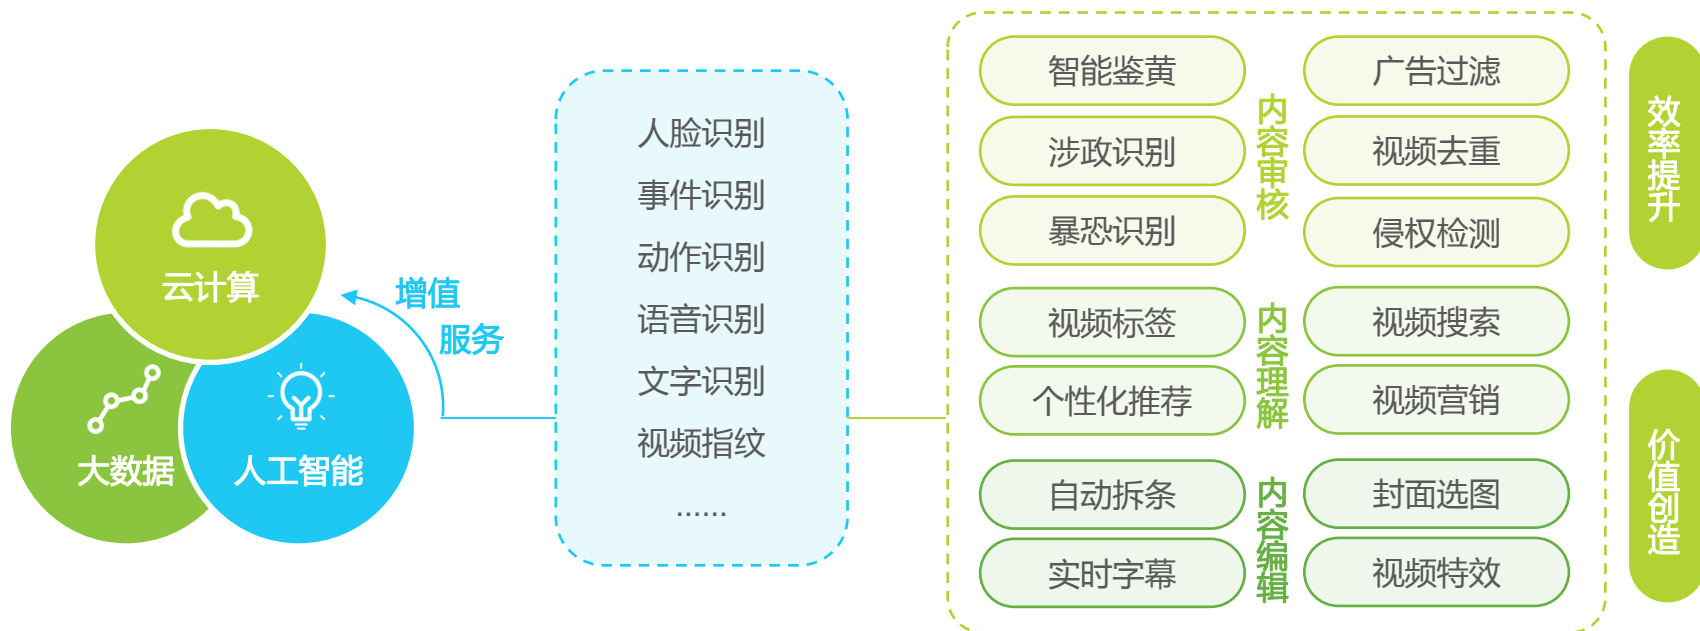 云计算
大数据
人工智能
增值
服务
人脸识别
事件识别
动作识别
语音识别
文字识别
视频指纹
......
智能鉴黄
涉政识别
暴恐识别
内容审核
广告过滤
视频去重
侵权检测
视频标签
个性化推荐
内容理解
视频搜索
视频营销
自动拆条
实时字幕
内容编辑
封面选图
视频特效
效率提升
价值创造